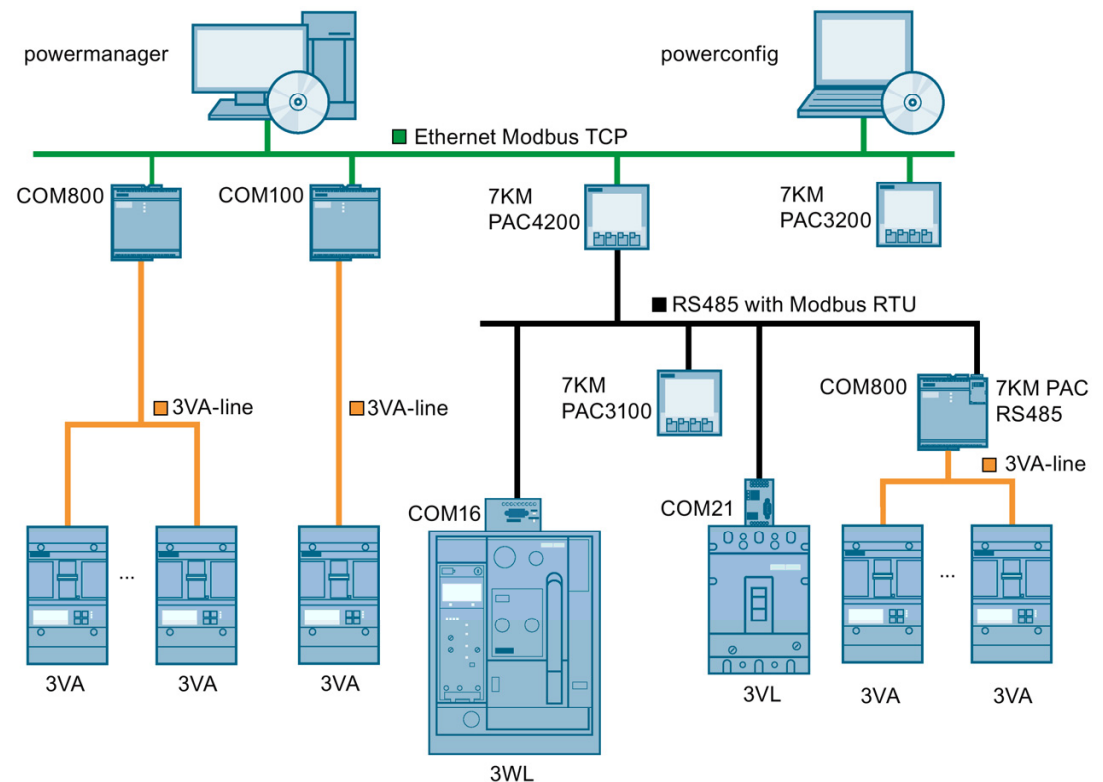 powermanager
powerconfig
Ethernet Modbus TCP
COM800
COM100
7KM
PAC4200
7KM
PAC3200
RS485 with Modbus RTU
3VA-line
3VA-line
7KM
PAC3100
COM800
7KM PAC
RS485
3VA-line
COM16
COM21
...
...
3VA
3VA
3VA
3VL
3VA
3VA
3WL